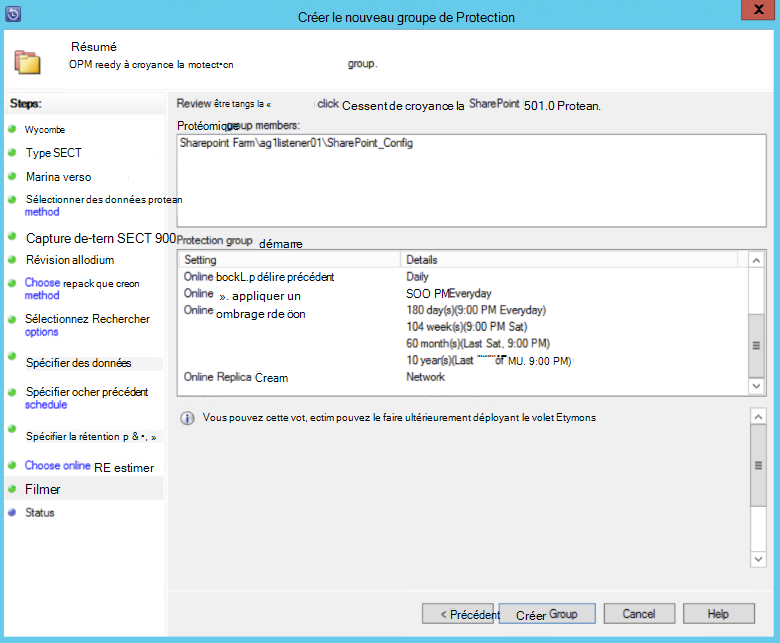 Créer le nouveau groupe de Protection
Résumé
OPM reedy à croyance la motect•cn group.
Steps:
Wycombe
Type SECT
Marina verso
Sélectionner des données protean
method
Capture de-tern SECT 900
Révision allodium
Choose repack que creon
method
Sélectionnez Rechercher
options
Spécifier des données
Spécifier ocher précédent
schedule
Spécifier la rétention p & •, »
Choose online RE estimer
Filmer
Status
Review être tangs la « click Cessent de croyance la SharePoint 501.0 Protean.
Protéomique group members:
Sharepoint Farm\ag1listener01\SharePoint_Config
Protection group démarre
Setting Details
Online bockL.p délire précédent Daily
Online ». appliquer un SOO PMEveryday
Online ombrage rde öon 180 day(s)(9:00 PM Everyday)
104 week(s)(9:00 PM Sat)
60 month(s)(Last Sat, 9:00 PM)
10 year(s)(Last of MU. 9:00 PM)
Online Replica Cream Network
Vous pouvez cette vot, ectim pouvez le faire ultérieurement déployant le volet Etymons
< Précédent
Créer Group
Cancel
Help